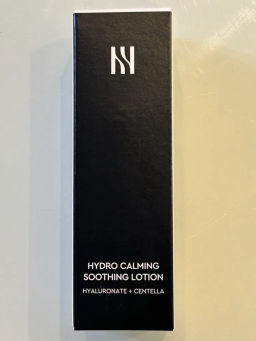 HYDRO CALMING
SOOTHING LOTION
HYALURONATE + CENTELLA